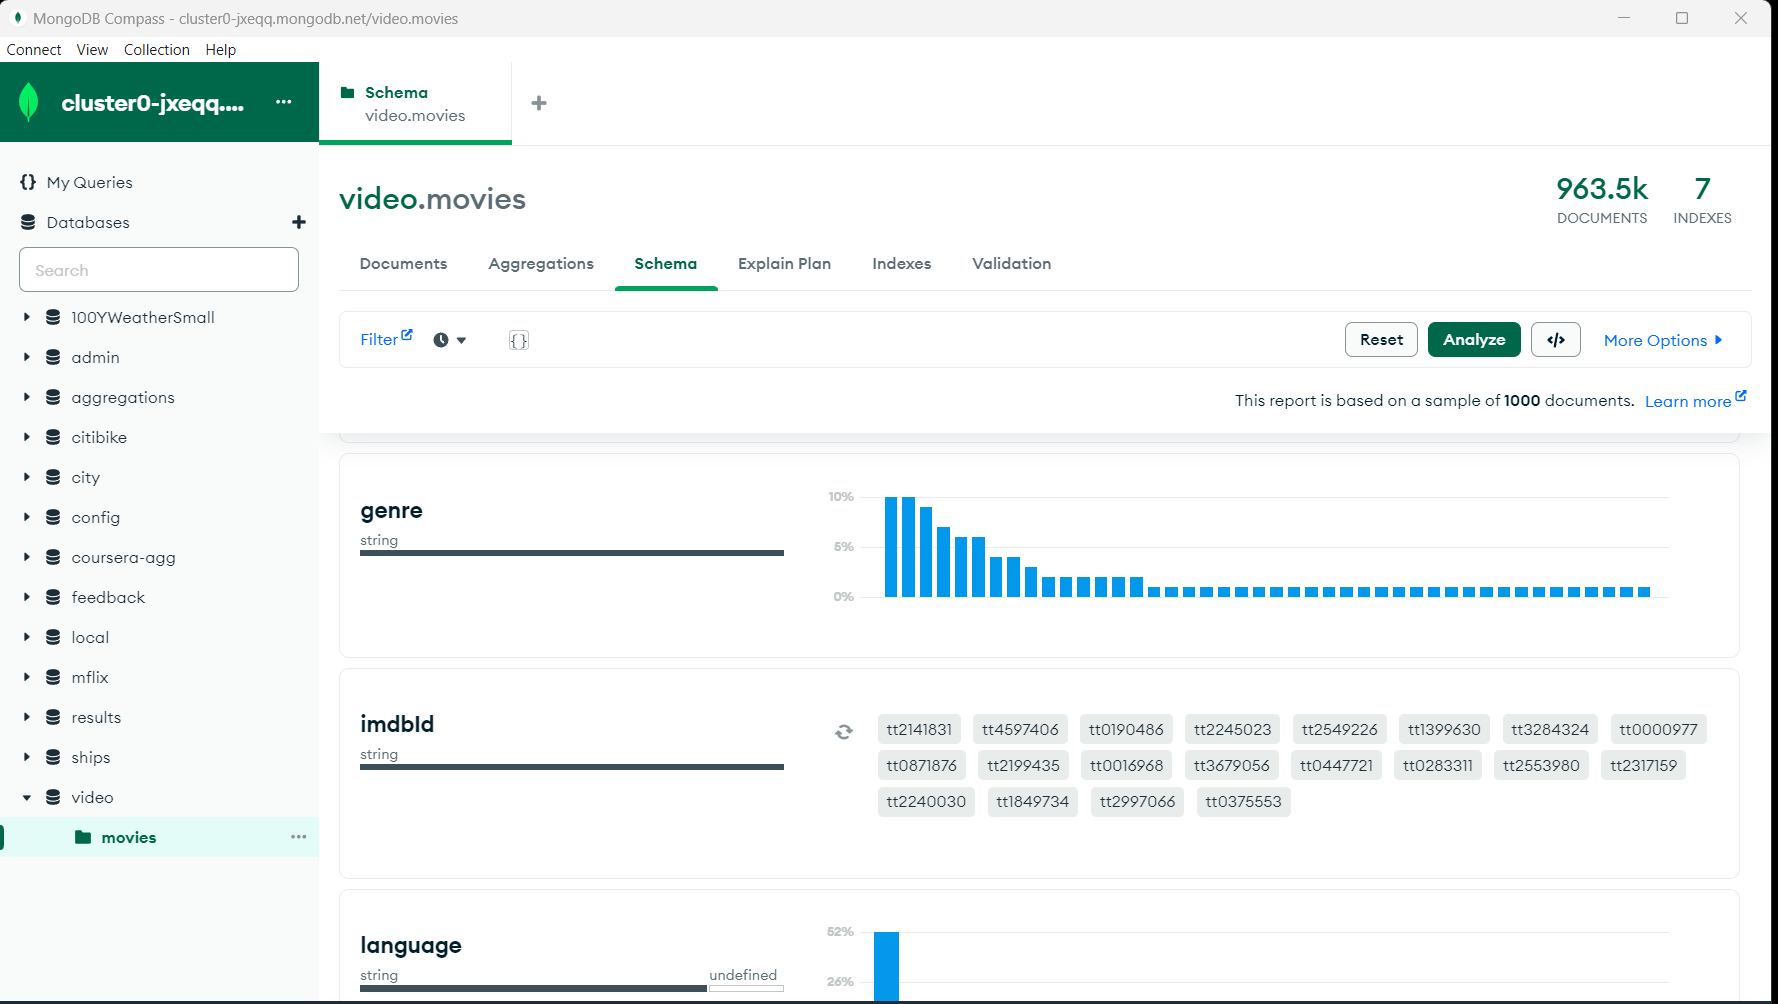 MongoDB Compass - cluster0-jxeqq.mongodb.net/video.movies
Connect View Collection Help
cluster0-jxeqq.... ...
Schema
video.movies
+
{} My Queries
Databases +
Search
100YWeatherSmall
admin
aggregations
citibike
city
config
coursera-agg
feedback
local
mflix
results
ships
video
movies ...
video.movies
963.5k 7
DOCUMENTS INDEXES
Documents Aggregations Schema Explain Plan Indexes Validation
Filter {} Reset Analyze </> More Options
This report is based on a sample of 1000 documents. Learn more
genre
string
10%
5%
0%
imdbId
string
tt2141831 tt4597406 tt0190486 tt2245023 tt2549226 tt1399630 tt3284324 tt0000977
tt0871876 tt2199435 tt0016968 tt3679056 tt0447721 tt0283311 tt2553980 tt2317159
tt2240030 tt1849734 tt2997066 tt0375553
language
string undefined
52%
26%